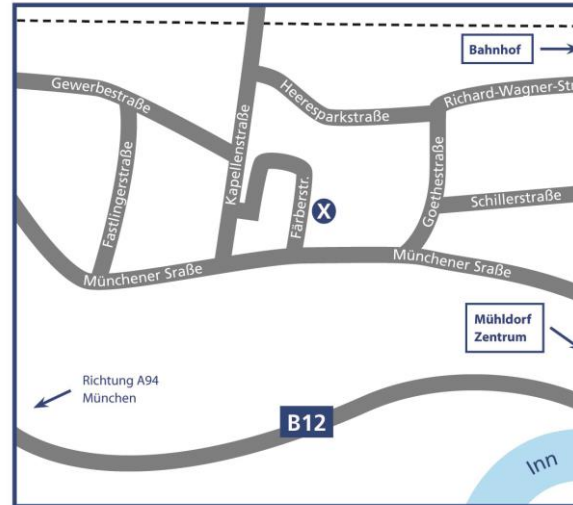 Bahnhof
Gewerbestraße
Heeresparkstraße
Richard-Wagner-St
Fastlingerstraße
Kapellenstraße
Färberstr.
X
Goethestraße
Schillerstraße
Münchener Sraße
Münchener Sraße
Mühldorf
Zentrum
Richtung A94
München
B12
Inn